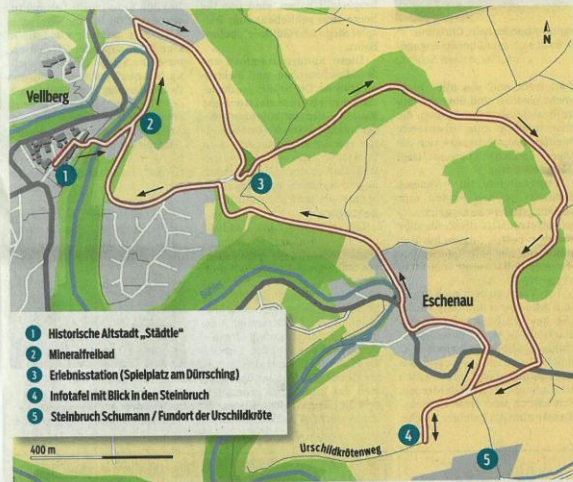 N
Vellberg
2
1
3
Bühler
Eschenau
1 Historische Altstadt „Städtle“
2 Mineralfreibad
3 Erlebnisstation (Spielplatz am Dürrsching)
4 Infotafel mit Blick in den Steinbruch
5 Steinbruch Schumann / Fundort der Urschildkröte
400 m
Urschildkrötenweg
4
5